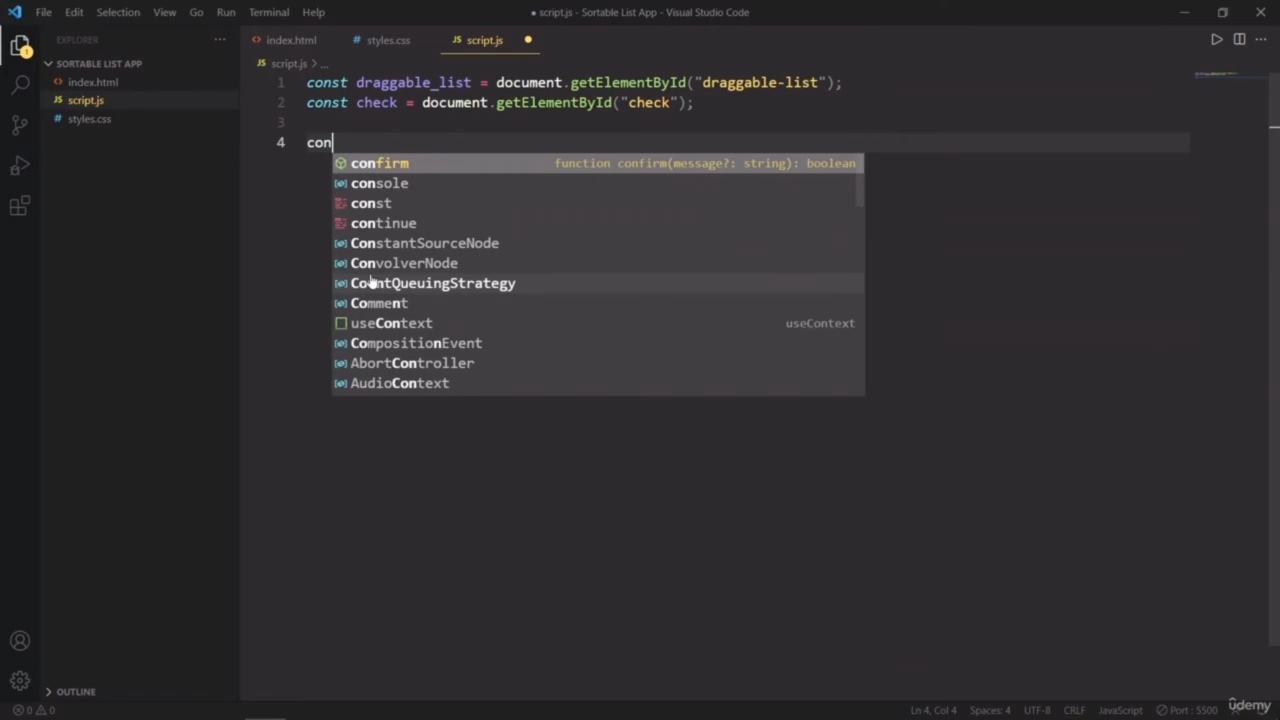 File Edit Selection View Go Run Terminal Help
● script.js - Sortable List App - Visual Studio Code
EXPLORER
index.html
styles.css
script.js
SORTABLE LIST APP
index.html
script.js
styles.css
OUTLINE
1
script.js > ...
1 const draggable_list = document.getElementById("draggable-list");
2 const check = document.getElementById("check");
3
4 con
confirm function confirm(message?: string): boolean
console
const
continue
ConstantSourceNode
ConvolverNode
CountQueuingStrategy
Comment
useContext useContext
CompositionEvent
AbortController
AudioContext
0 0
Ln 4, Col 4 Spaces: 4 UTF-8 CRLF JavaScript Port : 5500
ûdemy